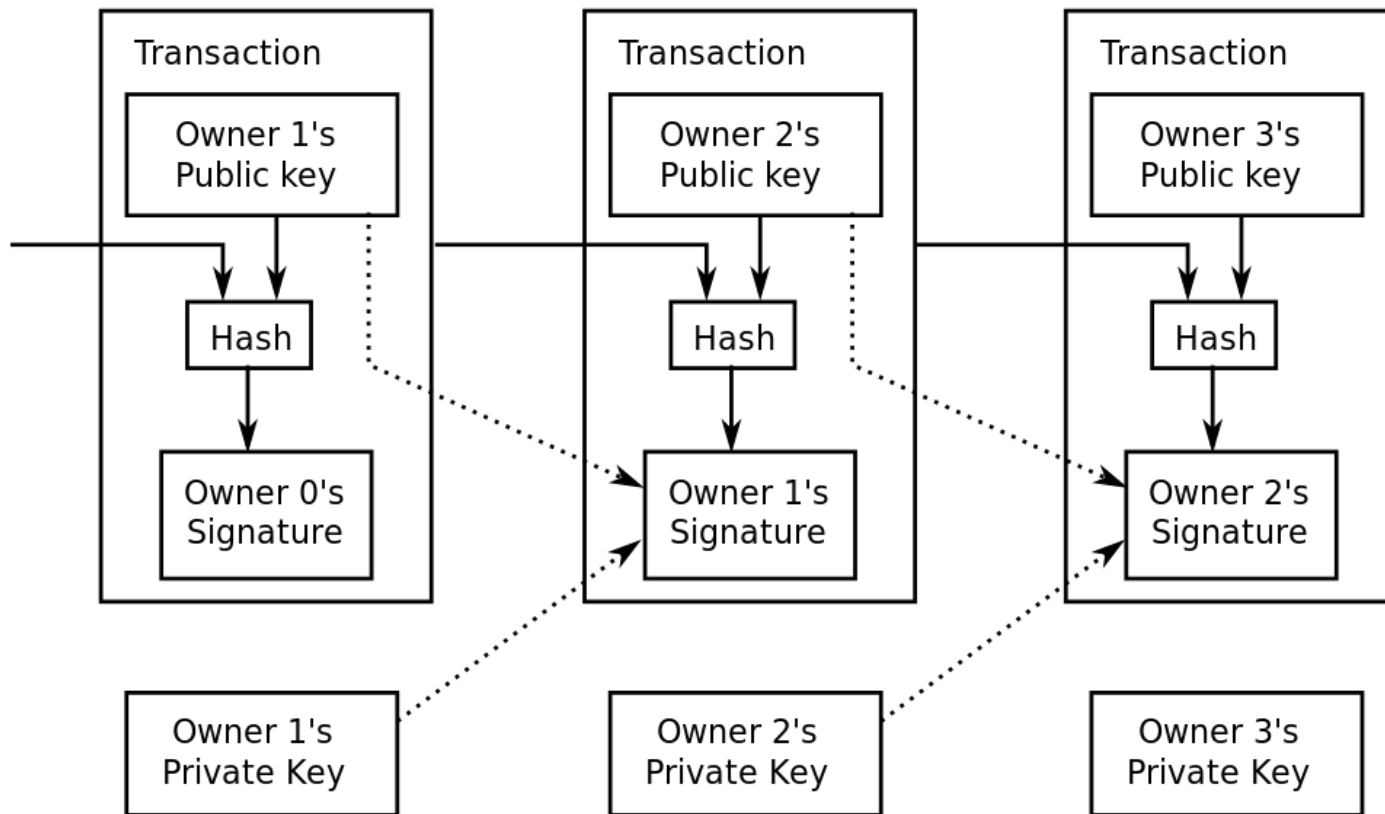 Transaction
Owner 1's
Public key
Hash
Owner 0's
Signature
Transaction
Owner 2's
Public key
Hash
Owner 1's
Signature
Transaction
Owner 3's
Public key
Hash
Owner 2's
Signature
Owner 1's
Private Key
Owner 2's
Private Key
Owner 3's
Private Key